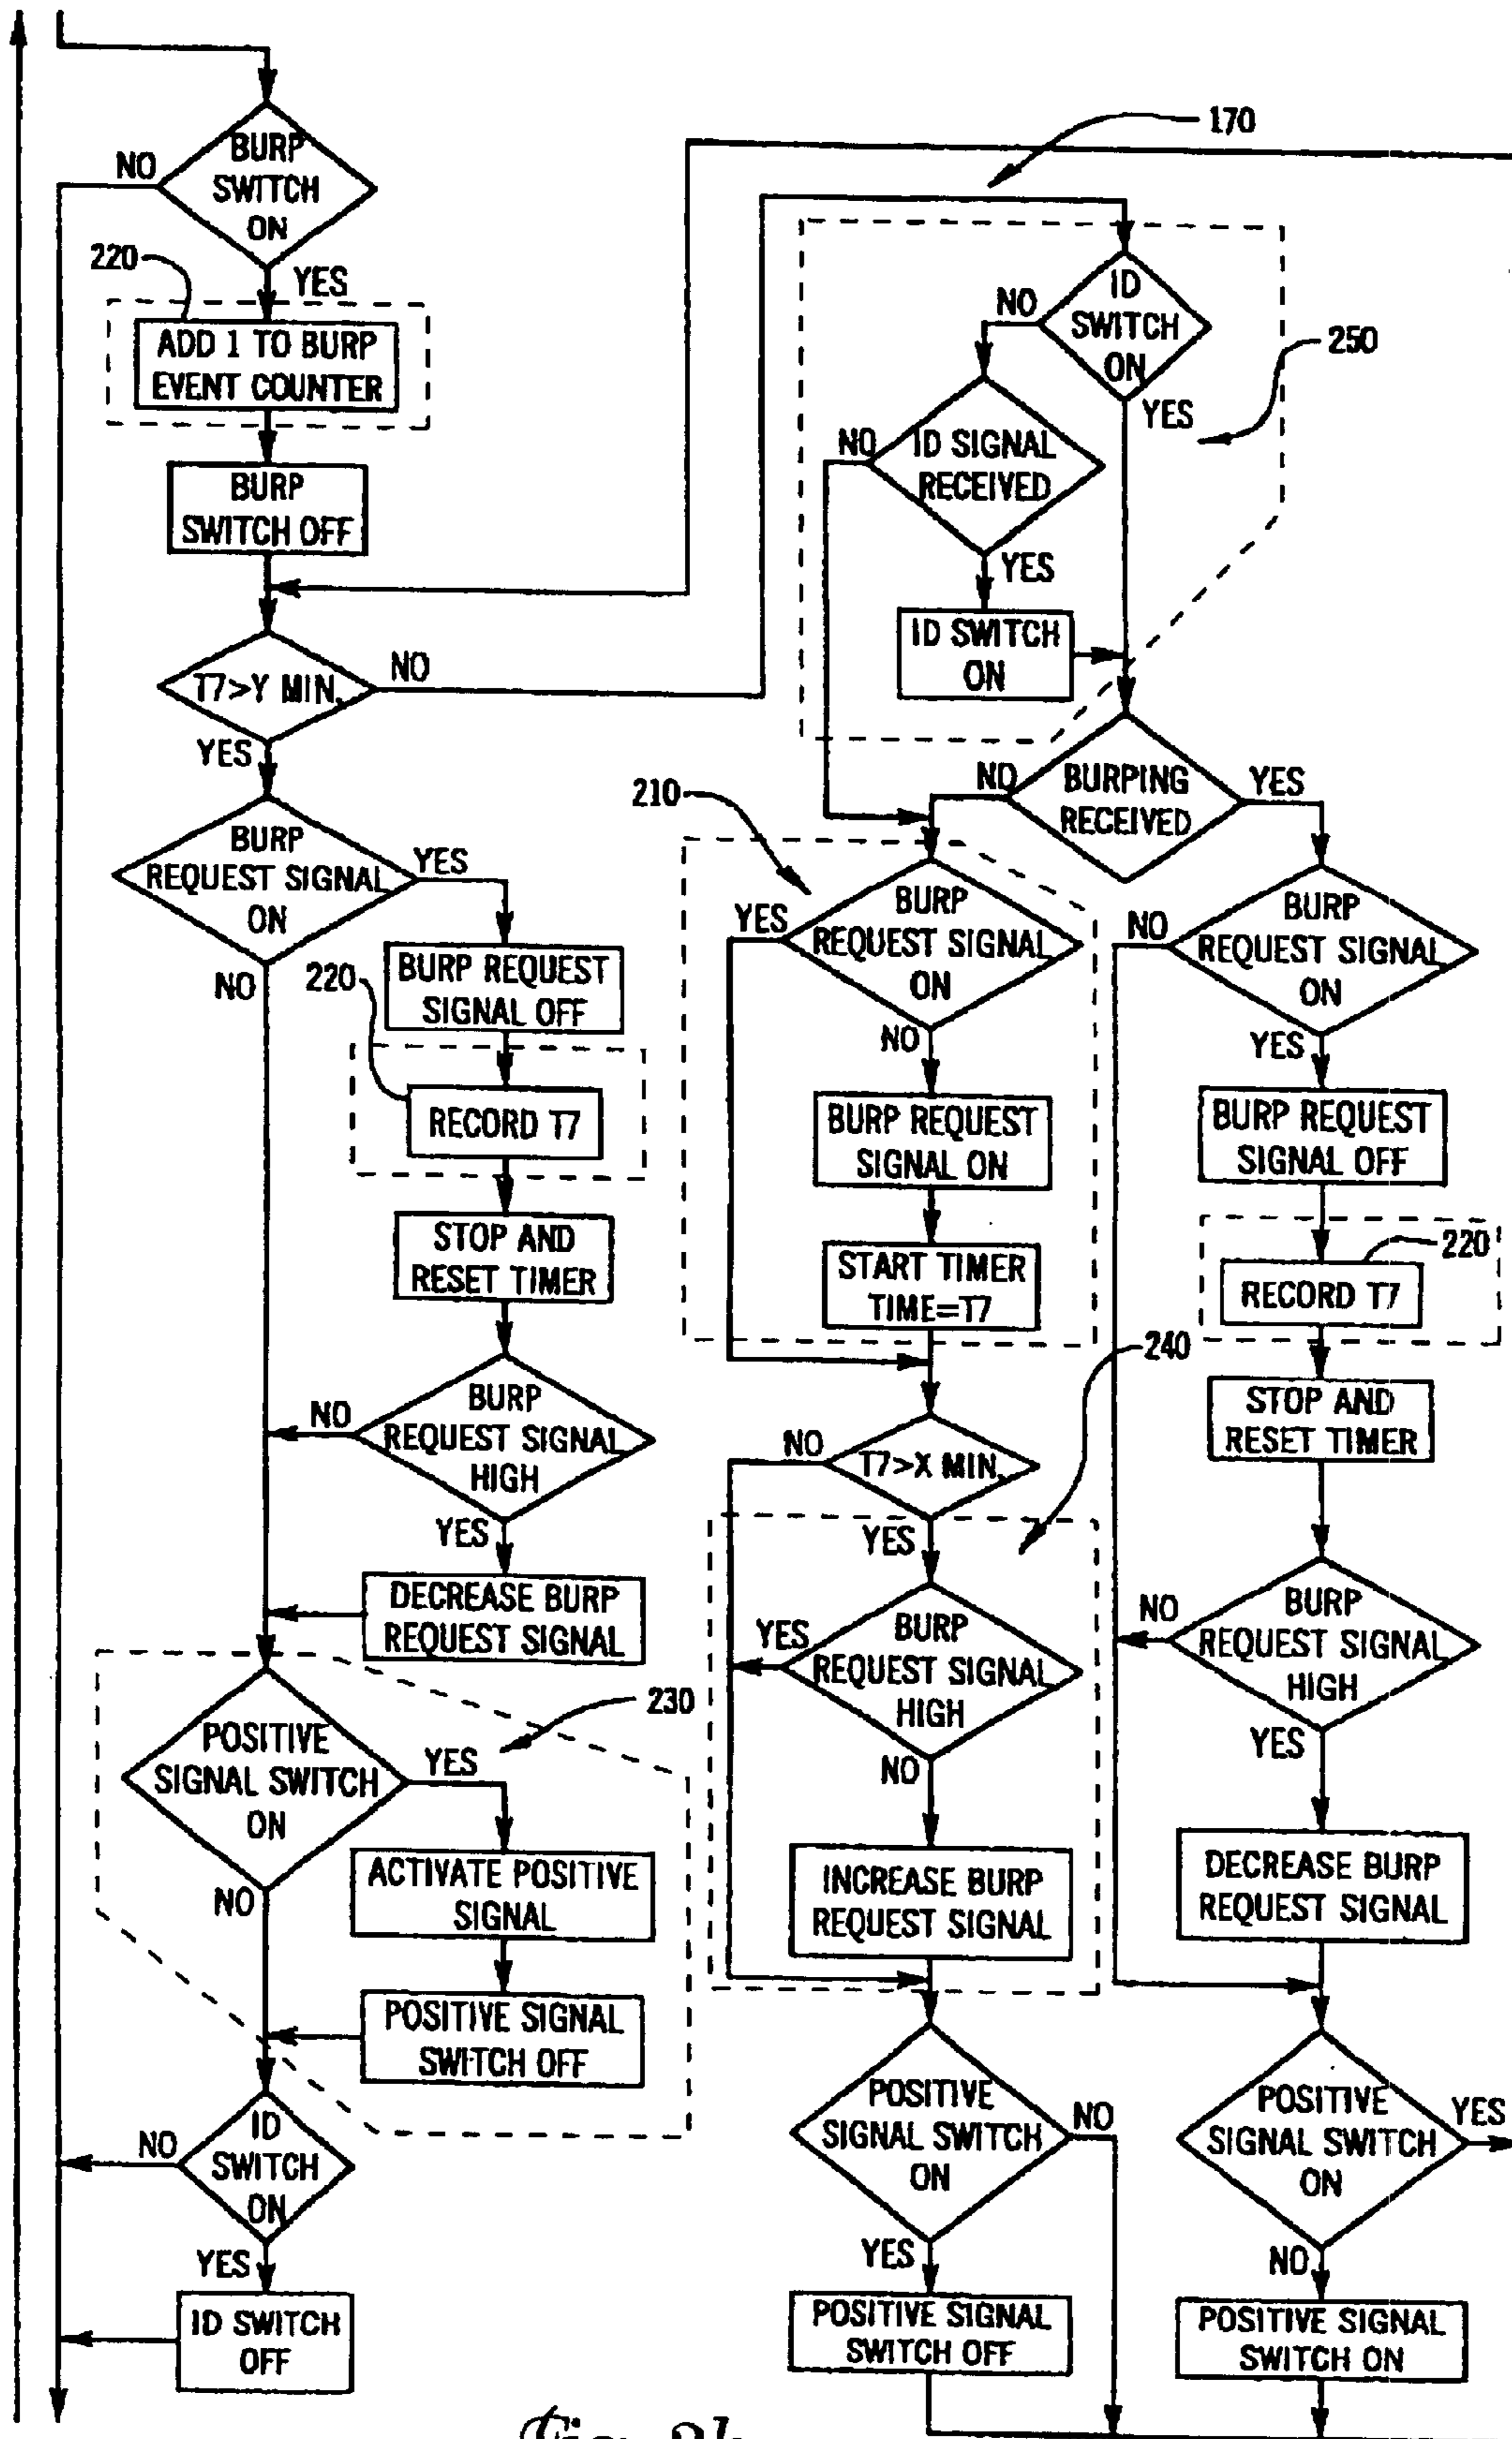 BURP
SWITCH
ON
NO
YES
220
ADD 1 TO BURP
EVENT COUNTER
BURP
SWITCH OFF
T7>Y MIN.
NO
YES
BURP
REQUEST SIGNAL
ON
YES
NO
BURP REQUEST
SIGNAL OFF
220
RECORD T7
STOP AND
RESET TIMER
BURP
REQUEST SIGNAL
HIGH
NO
YES
DECREASE BURP
REQUEST SIGNAL
230
POSITIVE
SIGNAL SWITCH
ON
YES
NO
ACTIVATE POSITIVE
SIGNAL
POSITIVE SIGNAL
SWITCH OFF
ID
SWITCH
ON
NO
YES
ID SWITCH
OFF
170
ID
SWITCH
ON
NO
YES
250
ID SIGNAL
RECEIVED
NO
YES
ID SWITCH
ON
BURPING
RECEIVED
NO
YES
210
BURP
REQUEST SIGNAL
ON
YES
NO
BURP REQUEST
SIGNAL ON
START TIMER
TIME=T7
240
T7>X MIN.
NO
YES
BURP
REQUEST SIGNAL
HIGH
YES
NO
INCREASE BURP
REQUEST SIGNAL
POSITIVE
SIGNAL SWITCH
ON
NO
YES
POSITIVE SIGNAL
SWITCH OFF
BURP
REQUEST SIGNAL
ON
NO
YES
BURP REQUEST
SIGNAL OFF
220
RECORD T7
STOP AND
RESET TIMER
BURP
REQUEST SIGNAL
HIGH
NO
YES
DECREASE BURP
REQUEST SIGNAL
POSITIVE
SIGNAL SWITCH
ON
YES
NO
POSITIVE SIGNAL
SWITCH ON